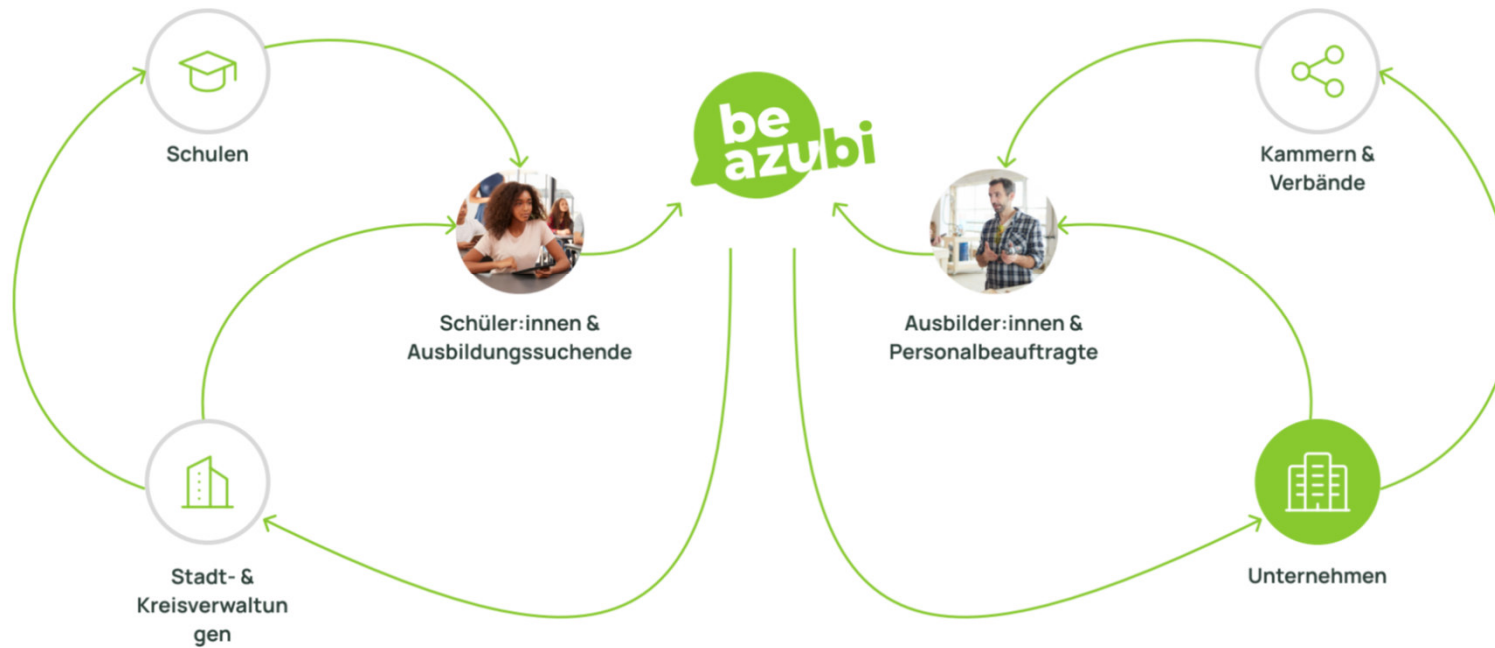 Schulen
be
azubi
Kammern &
Verbände
Schüler:innen &
Ausbildungssuchende
Ausbilder:innen &
Personalbeauftragte
Stadt- &
Kreisverwaltun
gen
Unternehmen